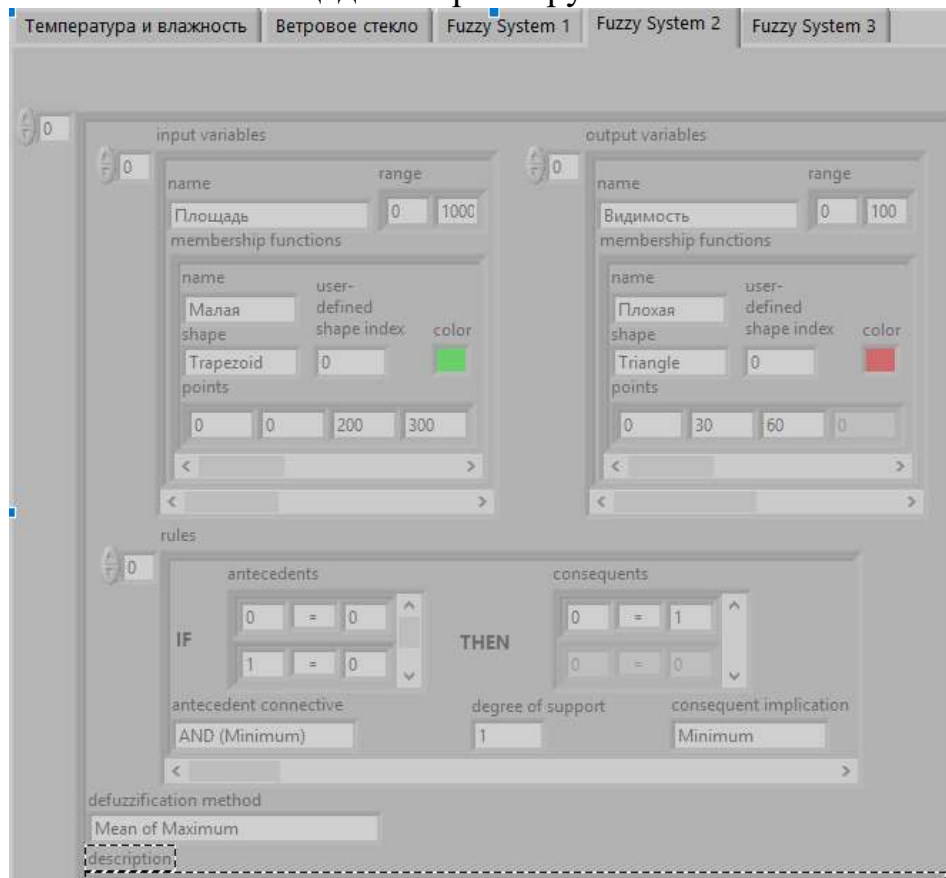 Температура и влажность Ветровое стекло Fuzzy System 1 Fuzzy System 2 Fuzzy System 3
0
input variables output variables
0 0
name range name range
Площадь 0 1000 Видимость 0 100
membership functions membership functions
name user-defined shape index name user-defined shape index
Малая Плохая
shape color shape color
Trapezoid 0 Triangle 0
points points
0 0 200 300 0 30 60 0
rules
0
antecedents consequents
IF 0 = 0 THEN 0 = 1
1 = 0 0 = 0
antecedent connective degree of support consequent implication
AND (Minimum) 1 Minimum
defuzzification method
Mean of Maximum
description